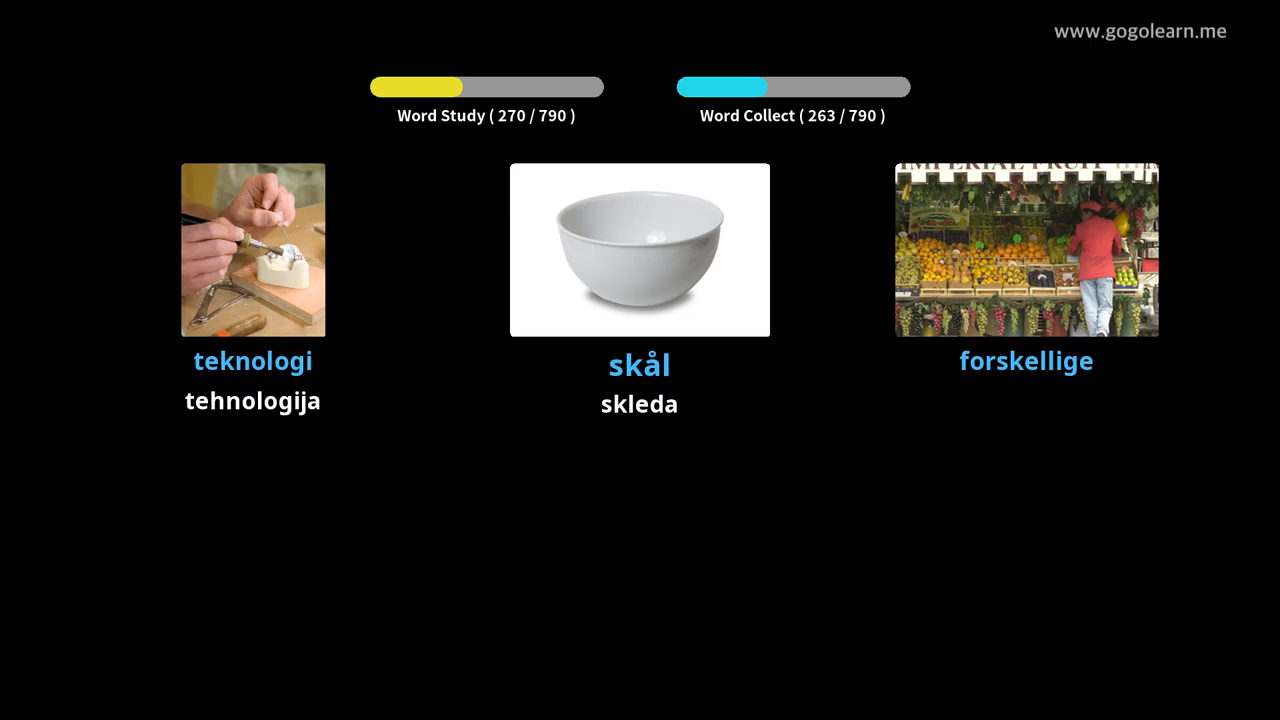 www.gogolearn.me
Word Study ( 270 / 790 )
Word Collect ( 263 / 790 )
teknologi
tehnologija
skål
skleda
forskellige